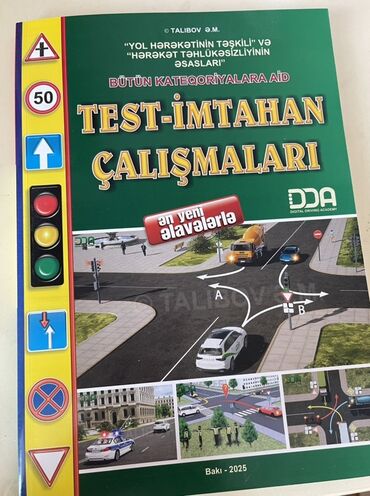 © TALIBOV Ə.M.
"YOL HƏRƏKƏTİNİN TƏŞKİLİ" VƏ
"HƏRƏKƏT TƏHLÜKƏSİZLİYİNİN
ƏSASLARI"
BÜTÜN KATEQORİYALARA AİD
TEST-İMTAHAN
ÇALIŞMALARI
50
DDA
DIGITAL DRIVING ACADEMY
ən yeni
əlavələrlə
DDA
© TALIBOV Ə.M.
A
B
Bakı - 2025